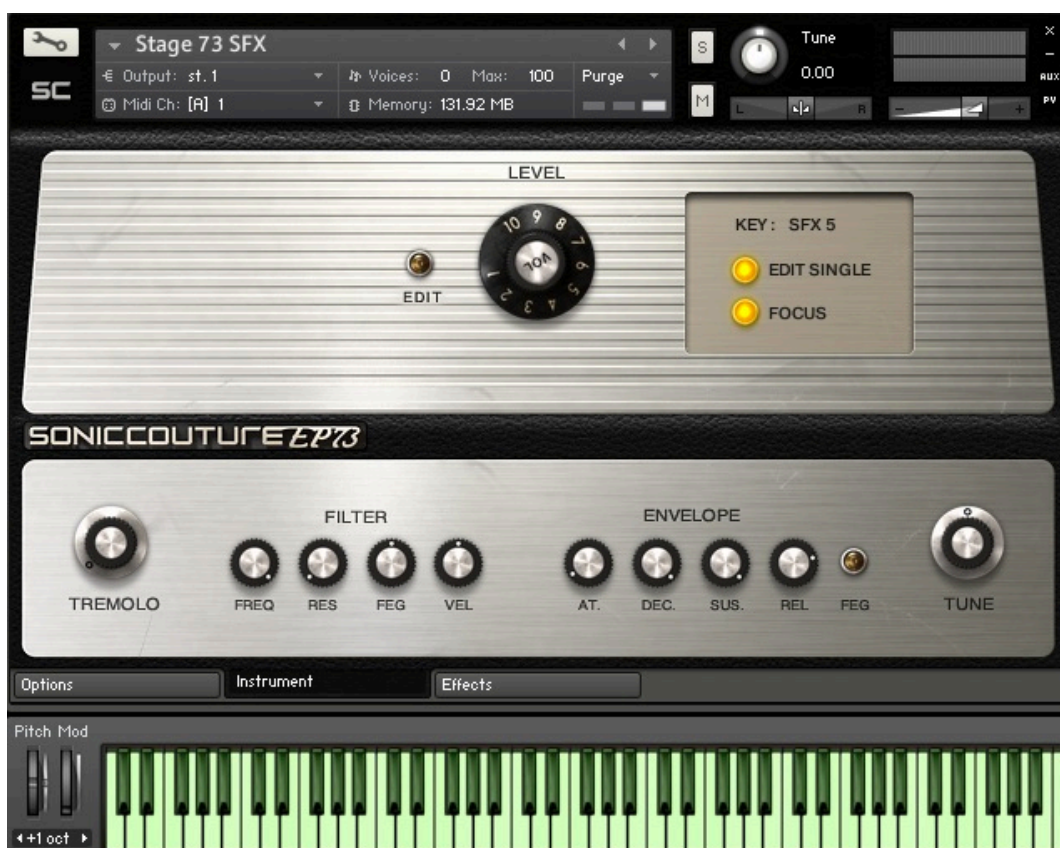 Stage 73 SFX
Output: st.1
Voices: 0 Max: 100
Purge
Midi Ch: [A] 1
Memory: 131.92 MB
SC
S
M
Tune
0.00
L
R
- +
×
-
AUX
PV
LEVEL
10 9 8 7 6 5 4 3 2 1
VOL
EDIT
KEY: SFX 5
EDIT SINGLE
FOCUS
SONICCOUTURE EP73
FILTER
ENVELOPE
TREMOLO
FREQ RES FEG VEL
AT. DEC. SUS. REL FEG
TUNE
Options
Instrument
Effects
Pitch Mod
+1 oct